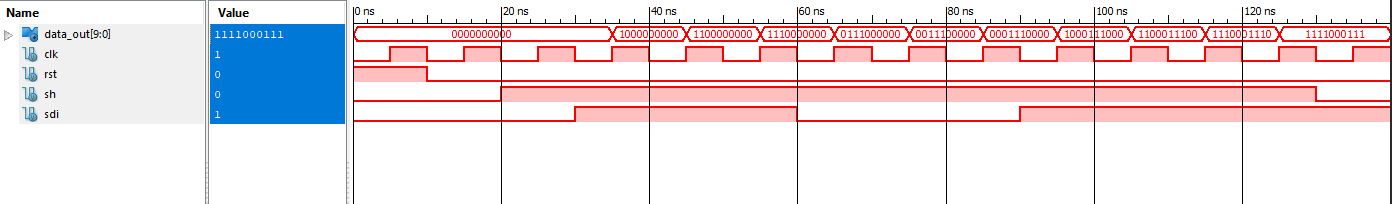 Name Value 0 ns 20 ns 40 ns 60 ns 80 ns 100 ns 120 ns
data_out[9:0] 1111000111 0000000000 1000000000 1100000000 1110000000 0111000000 0011100000 0001110000 1000111000 1100011100 1110001110 1111000111
clk 1
rst 0
sh 0
sdi 1